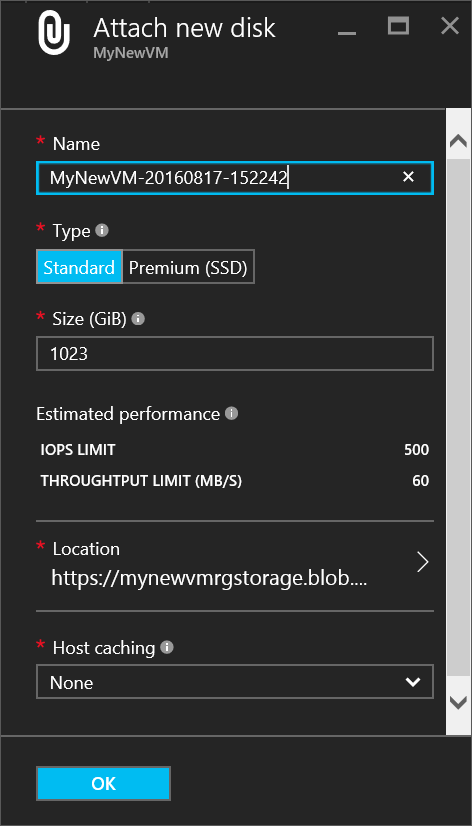 Attach new disk
MyNewVM
* Name
MyNewVM-20160817-152242
* Type
Standard Premium (SSD)
* Size (GiB)
1023
Estimated performance
IOPS LIMIT 500
THROUGHTPUT LIMIT (MB/S) 60
* Location
https://mynewvmrgstorage.blob....
* Host caching
None
OK